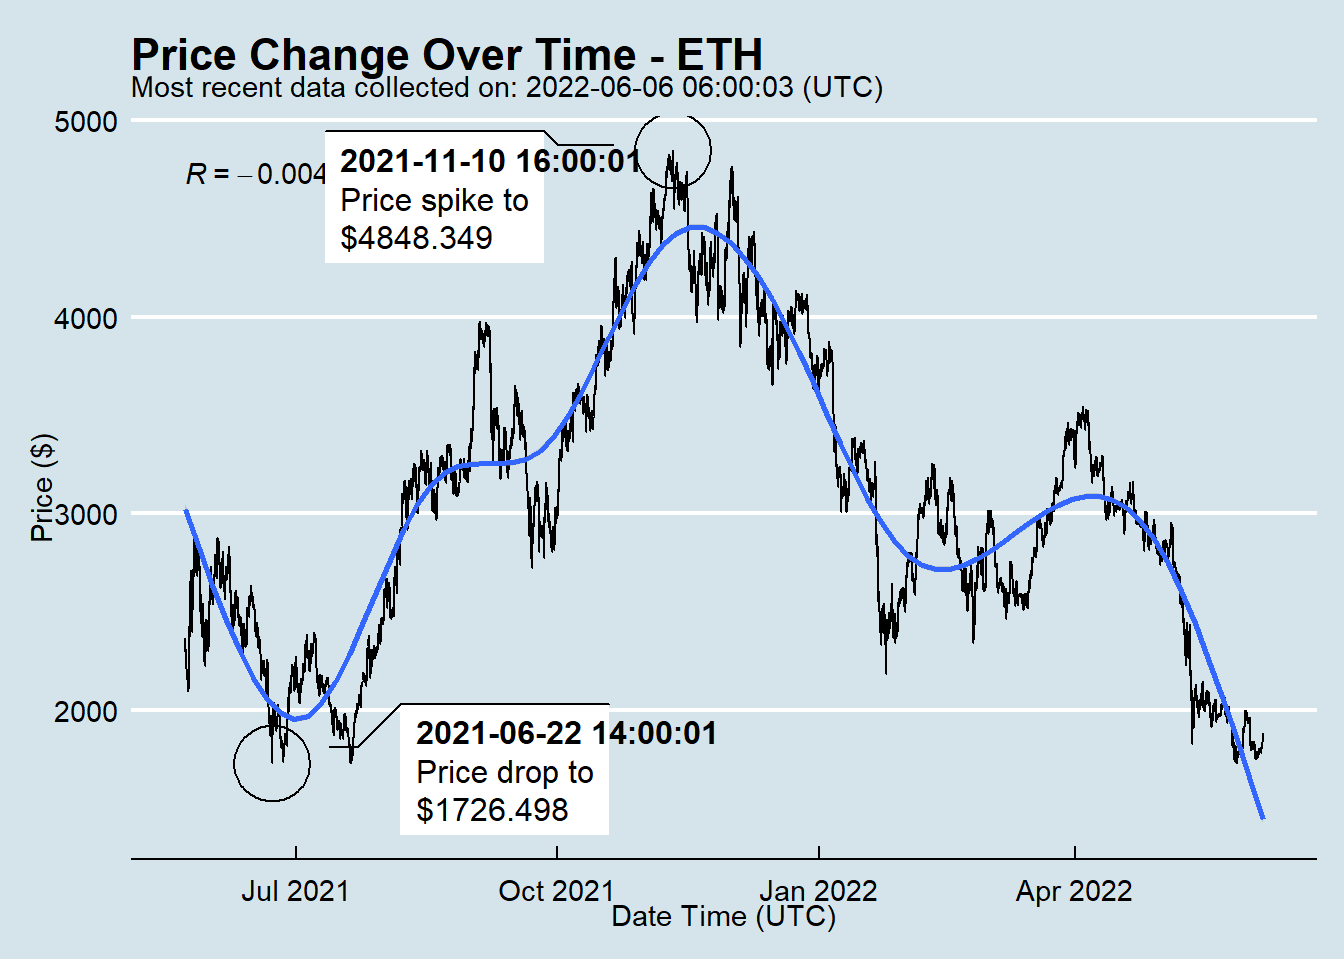 Price Change Over Time - ETH
Most recent data collected on: 2022-06-06 06:00:03 (UTC)
5000
4000
3000
2000
Price ($)
R = −0.004
2021-11-10 16:00:01
Price spike to
$4848.349
2021-06-22 14:00:01
Price drop to
$1726.498
Jul 2021
Oct 2021
Jan 2022
Apr 2022
Date Time (UTC)